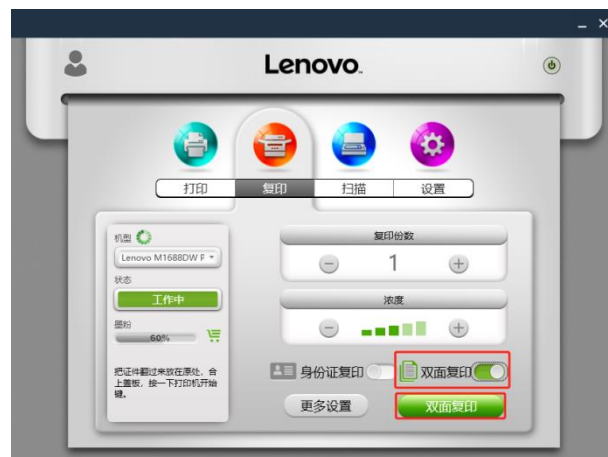 Lenovo
打印
复印
扫描
设置
机型
Lenovo M1688DW F
状态
工作中
墨粉
60%
把证件翻过来放在原处，合
上盖板，按一下打印机开始
键。
复印份数
1
浓度
身份证复印
双面复印
更多设置
双面复印